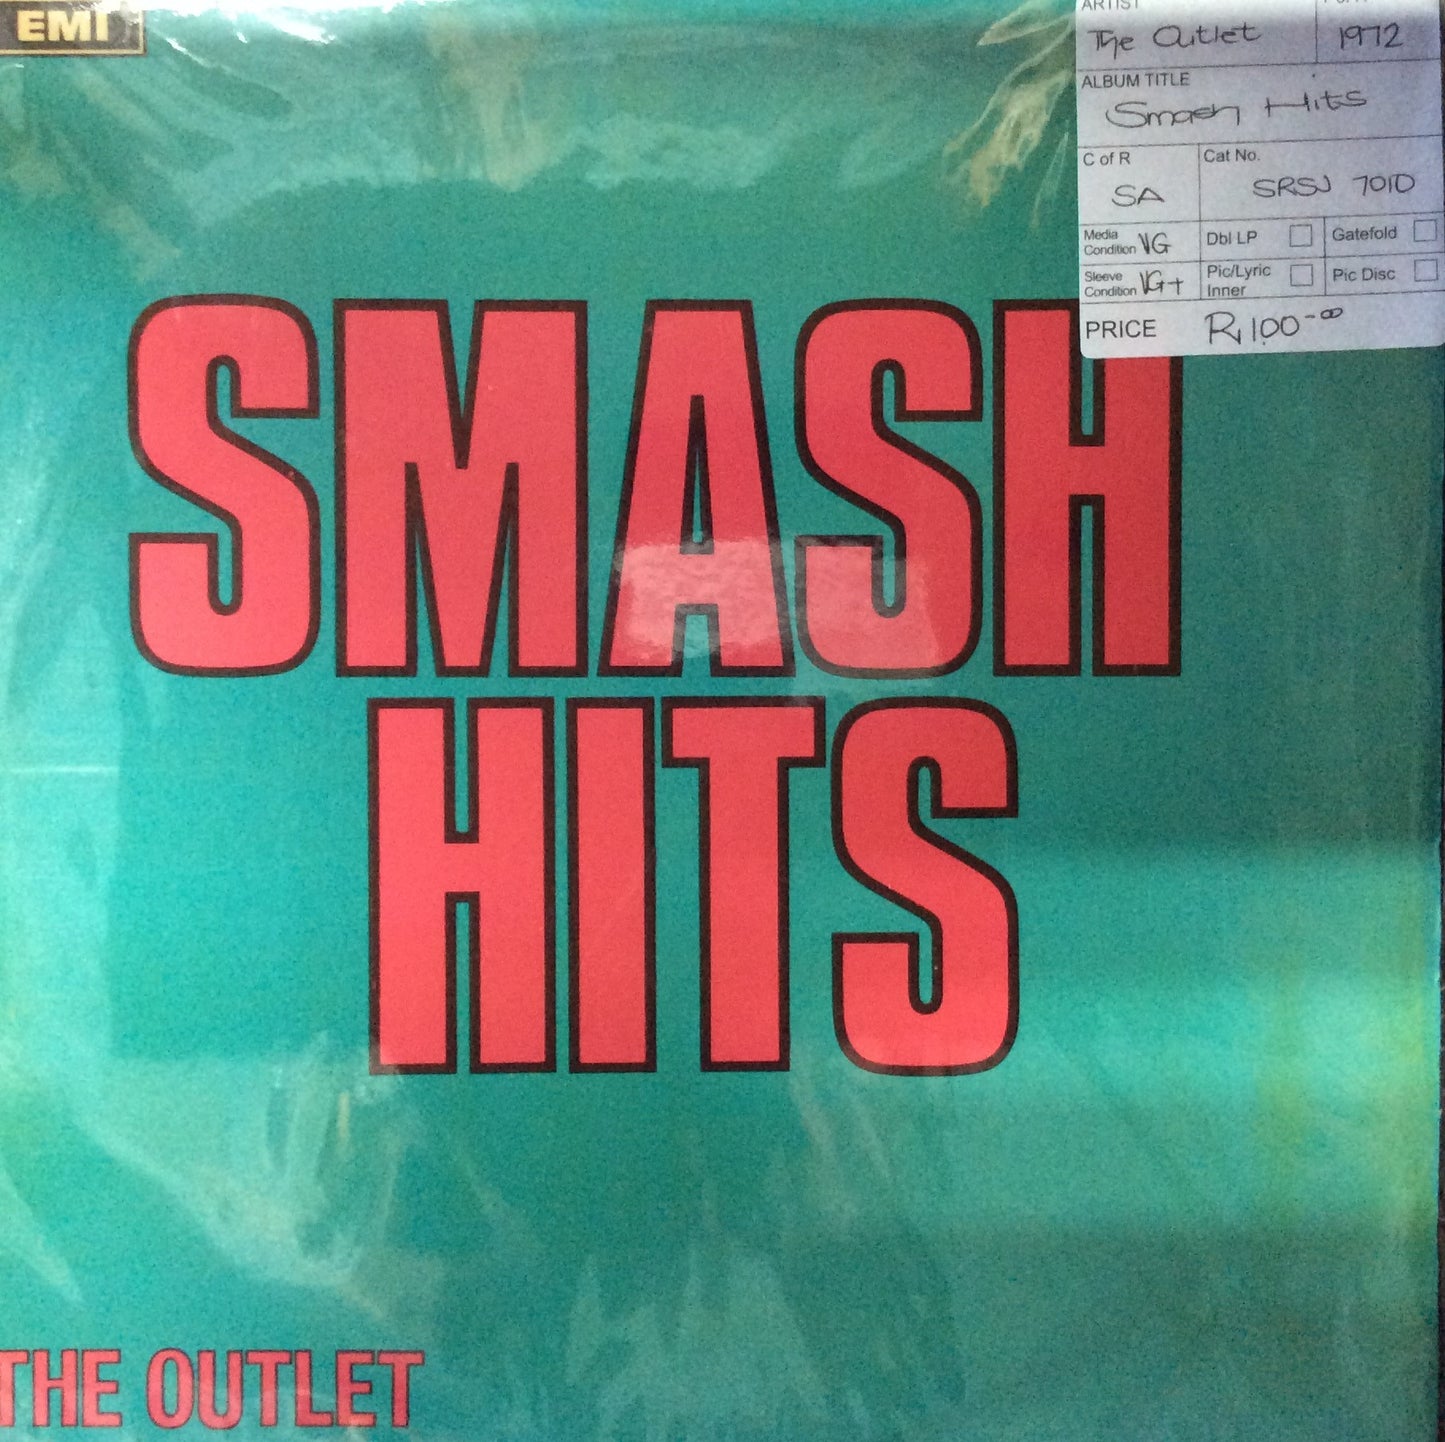 EMI
ARTIST
The Outlet 1972
ALBUM TITLE
Smash Hits
C of R Cat No.
SA SRSJ 7010
Media
Condition VG Dbl LP Gatefold
Sleeve
Condition VG+ Pic/Lyric
Inner Pic Disc
PRICE R100-00
SMASH
HITS
THE OUTLET